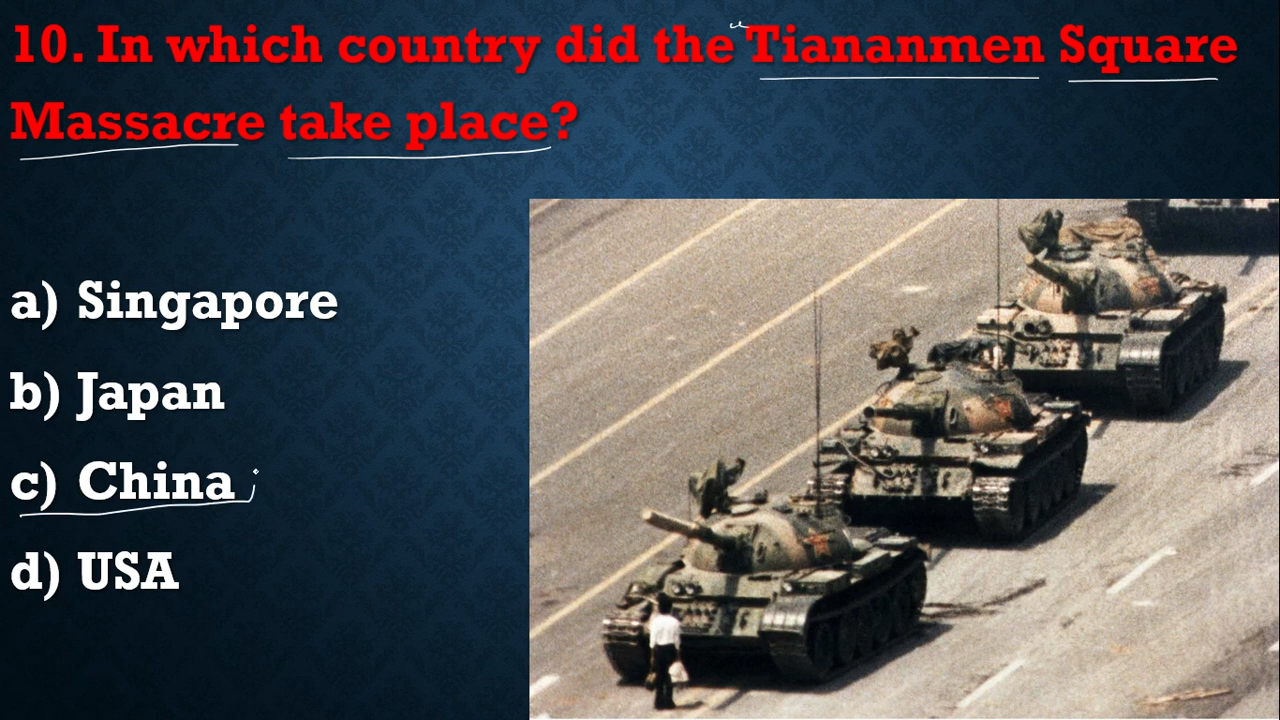 10. In which country did the Tiananmen Square
Massacre take place?
a) Singapore
b) Japan
c) China
d) USA